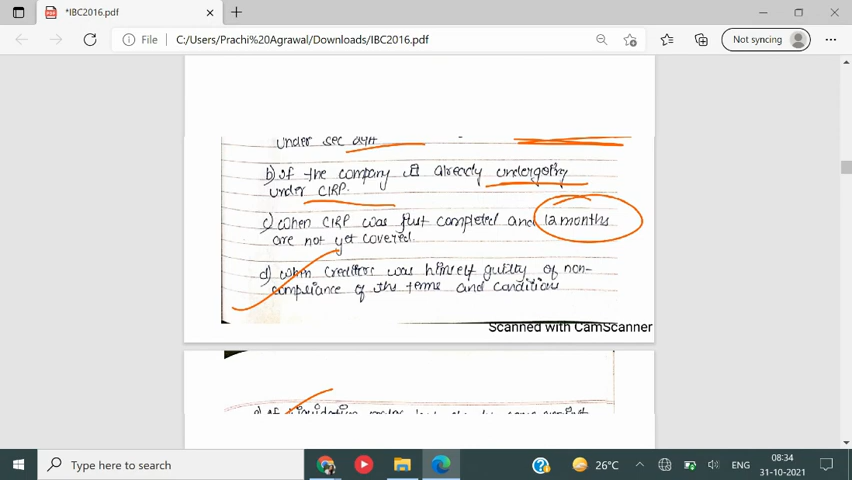 *IBC2016.pdf
File
C:/Users/Prachi%20Agrawal/Downloads/IBC2016.pdf
Not syncing
under sec
b) If the company is already undergoing
under CIRP.
c) when CIRP was just completed and 12 months
are not yet covered.
d) when creditors was himself guilty of non-
compliance of the terms and conditions
Scanned with CamScanner
Type here to search
26°C
ENG
08:34
31-10-2021